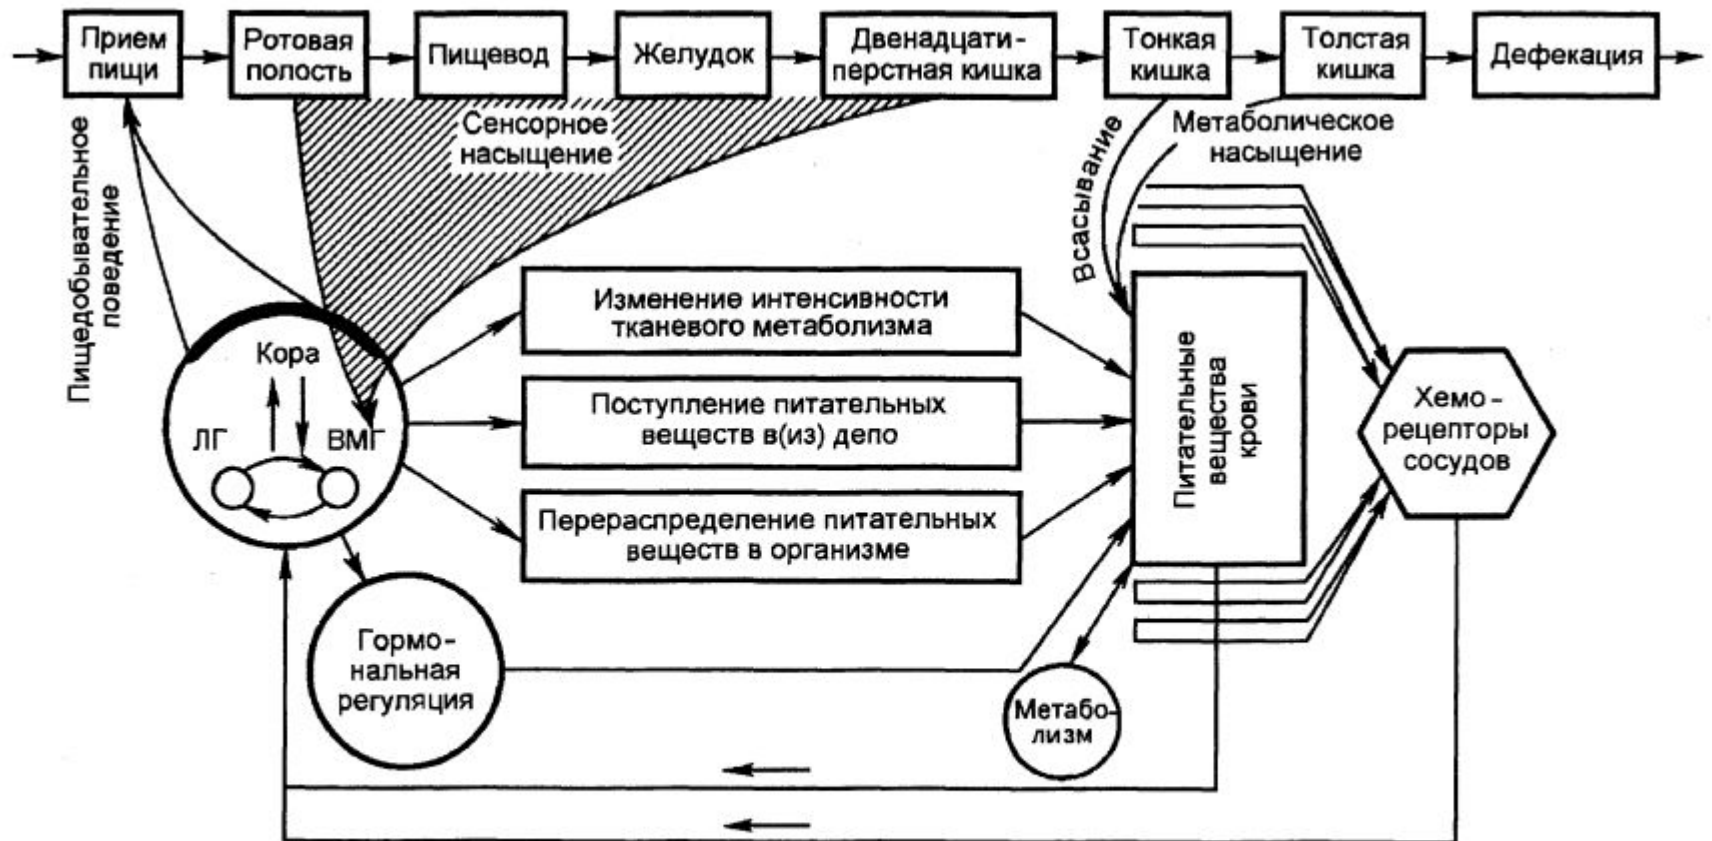 Прием
пищи
Ротовая
полость
Пищевод
Желудок
Двенадцати-
перстная кишка
Тонкая
кишка
Толстая
кишка
Дефекация
Сенсорное
насыщение
Метаболическое
насыщение
Всасывание
Пищедобывательное
поведение
Кора
ЛГ
ВМГ
Изменение интенсивности
тканевого метаболизма
Поступление питательных
веществ в(из) депо
Перераспределение питательных
веществ в организме
Питательные
вещества
крови
Хемо-
рецепторы
сосудов
Гормо-
нальная
регуляция
Метабо-
лизм